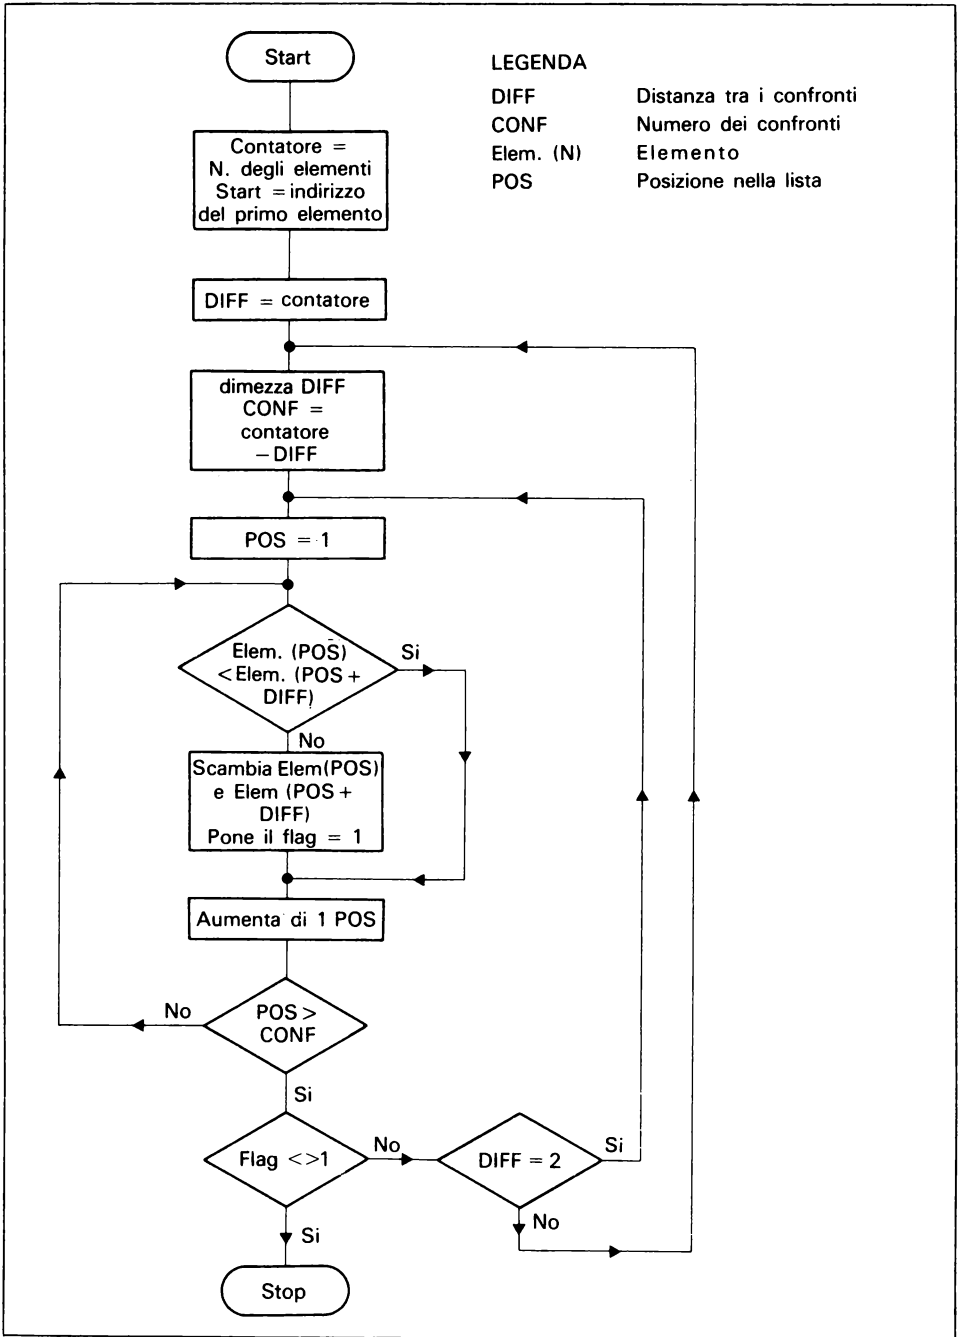 Start
LEGENDA
DIFF Distanza tra i confronti
CONF Numero dei confronti
Elem. (N) Elemento
POS Posizione nella lista
Contatore =
N. degli elementi
Start = indirizzo
del primo elemento
DIFF = contatore
dimezza DIFF
CONF =
contatore
– DIFF
POS = 1
Elem. (POS)
< Elem. (POS +
DIFF)
Si
No
Scambia Elem(POS)
e Elem (POS +
DIFF)
Pone il flag = 1
Aumenta di 1 POS
POS >
CONF
No
Si
Flag <>1
No
DIFF = 2
Si
No
Si
Stop